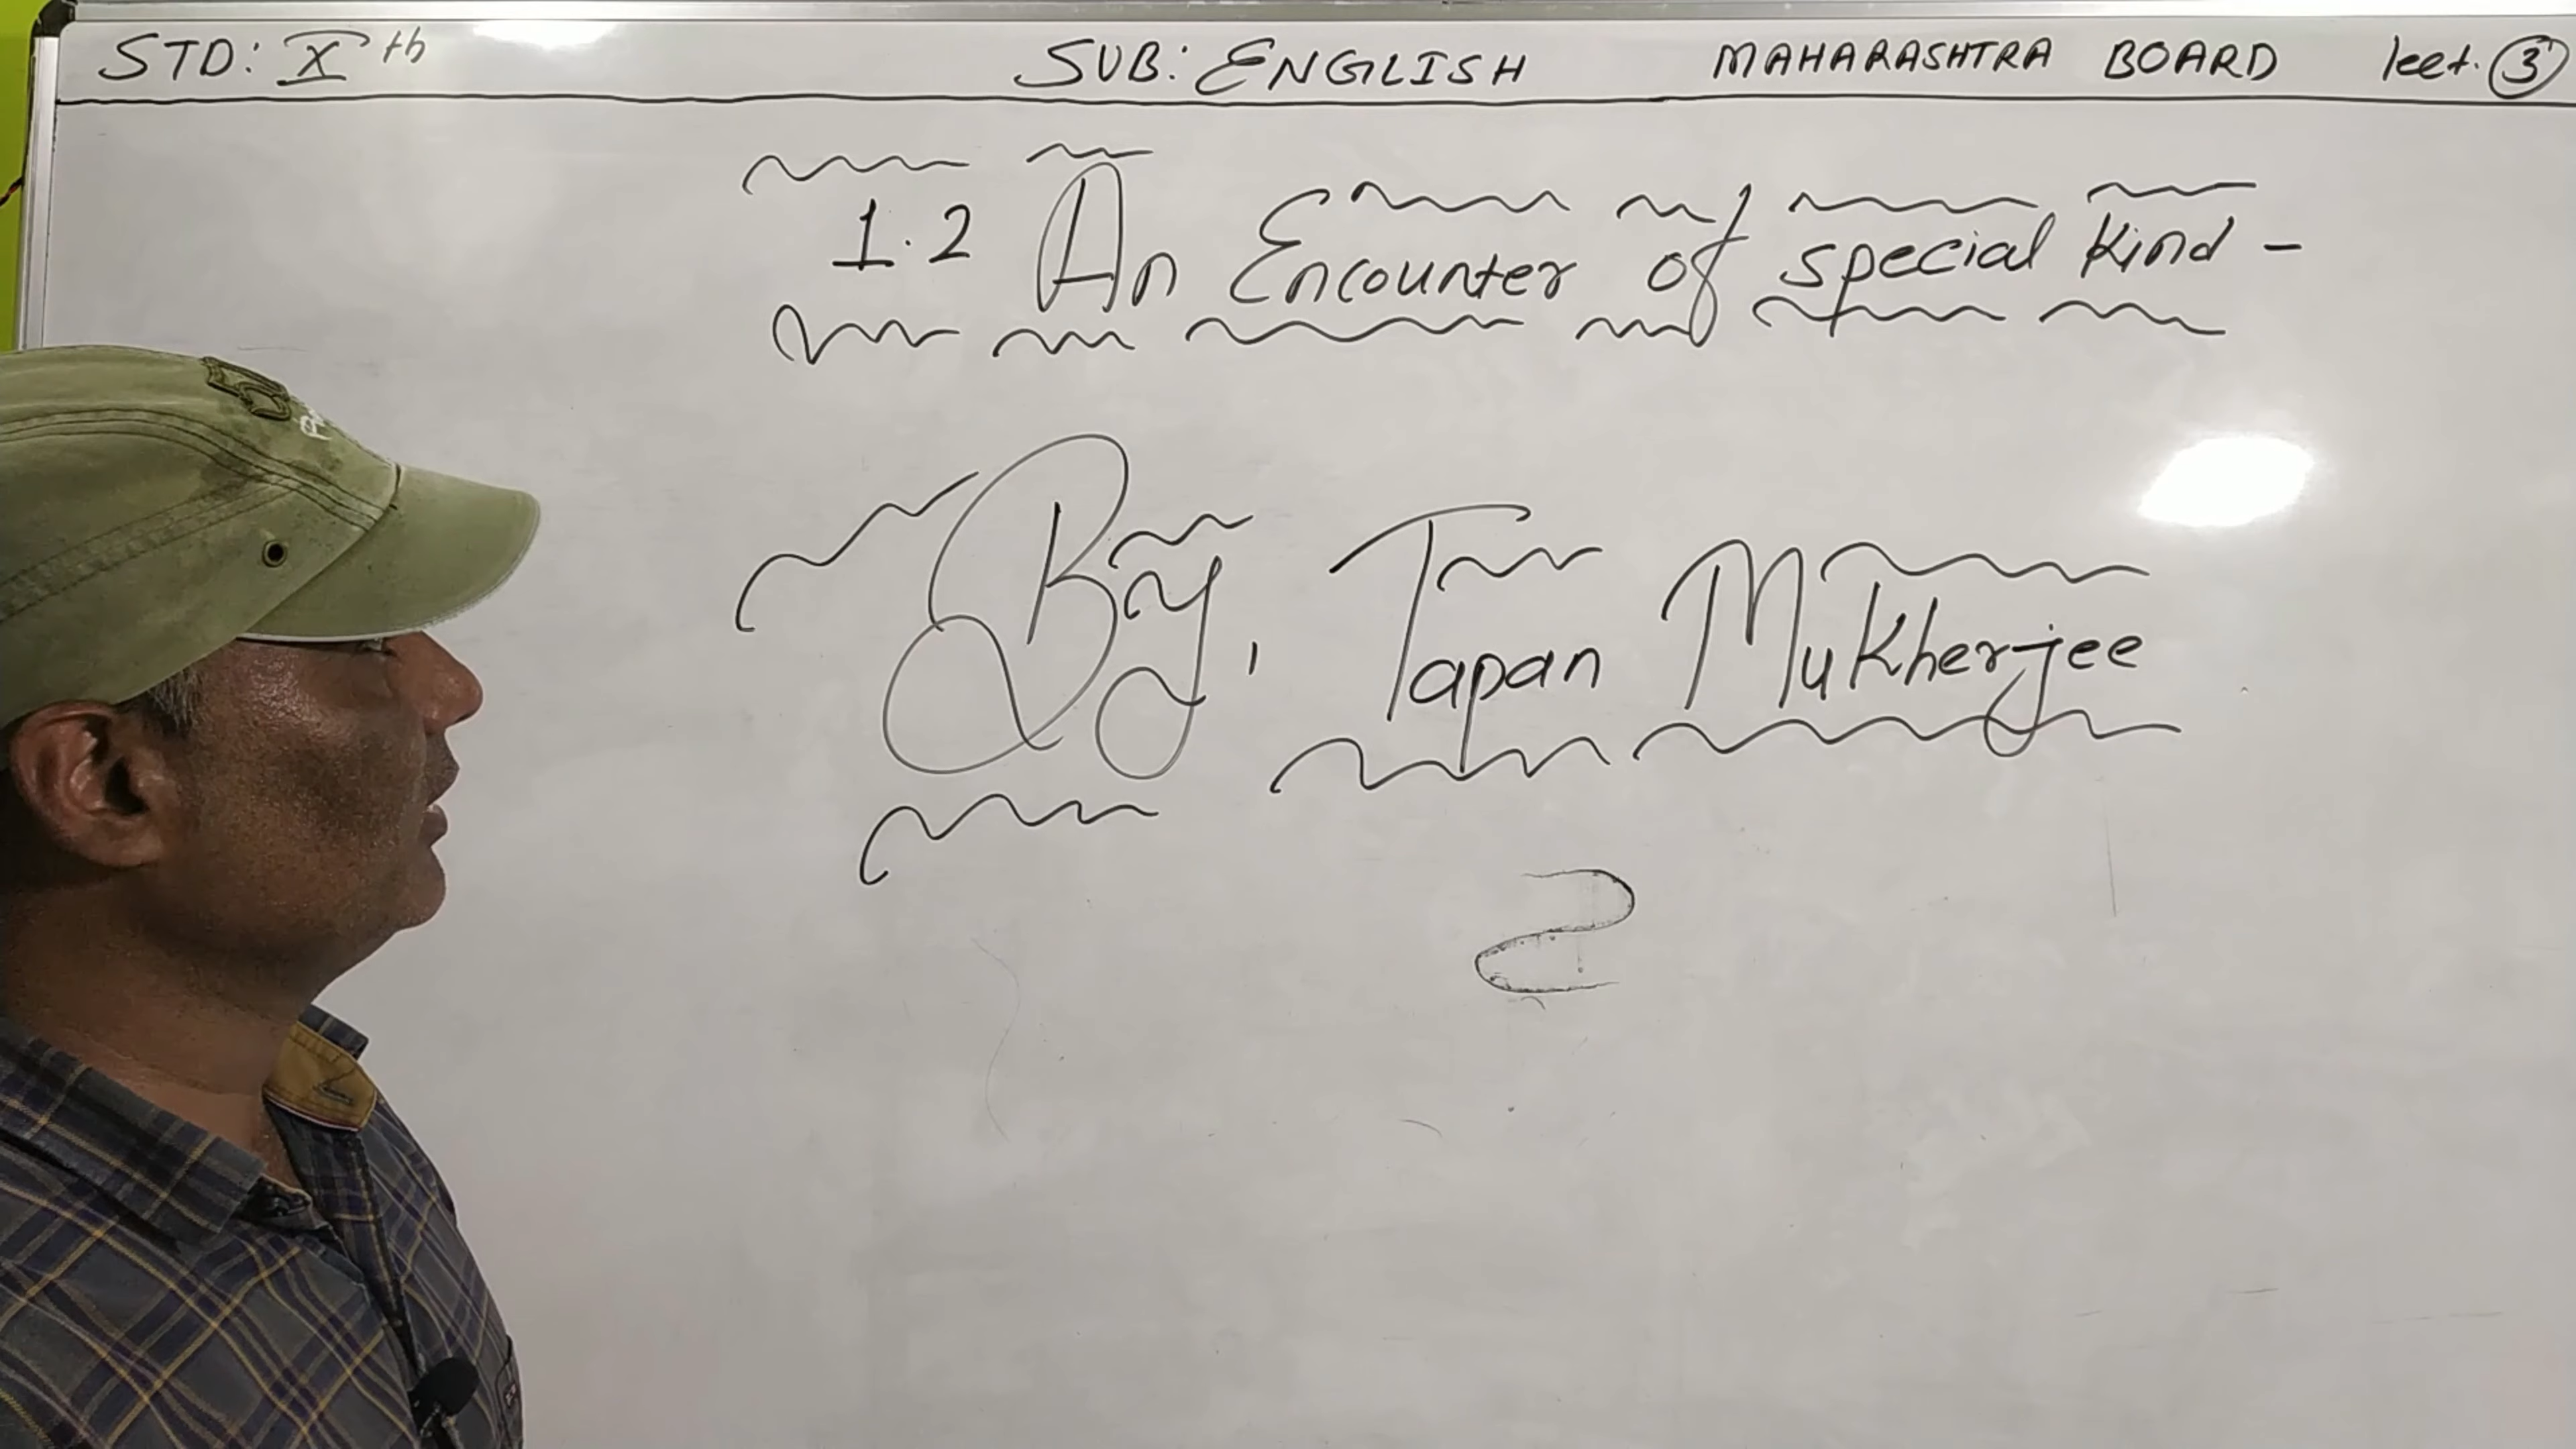 STD: Xth SUB: ENGLISH MAHARASHTRA BOARD lect. 3
1.2 An Encounter of special kind -
By, Tapan Mukherjee